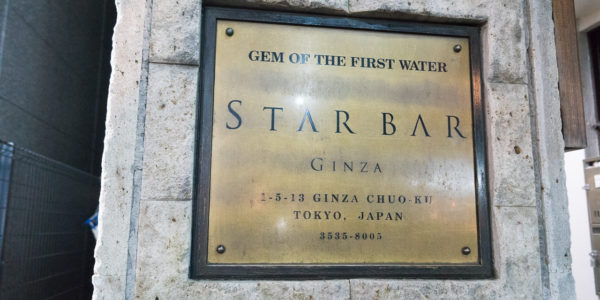 GEM OF THE FIRST WATER
STAR BAR
GINZA
1-5-13 GINZA CHUO-KU
TOKYO, JAPAN
3535-8005